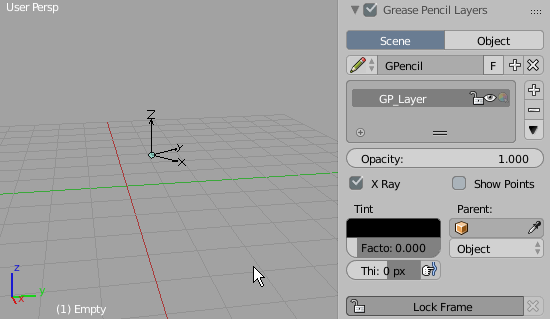 User Persp
Z
Y
X
z
y
x
(1) Empty
Grease Pencil Layers
Scene Object
GPencil F
GP_Layer
Opacity: 1.000
X Ray Show Points
Tint Parent:
Facto: 0.000 Object
Thi: 0 px
Lock Frame